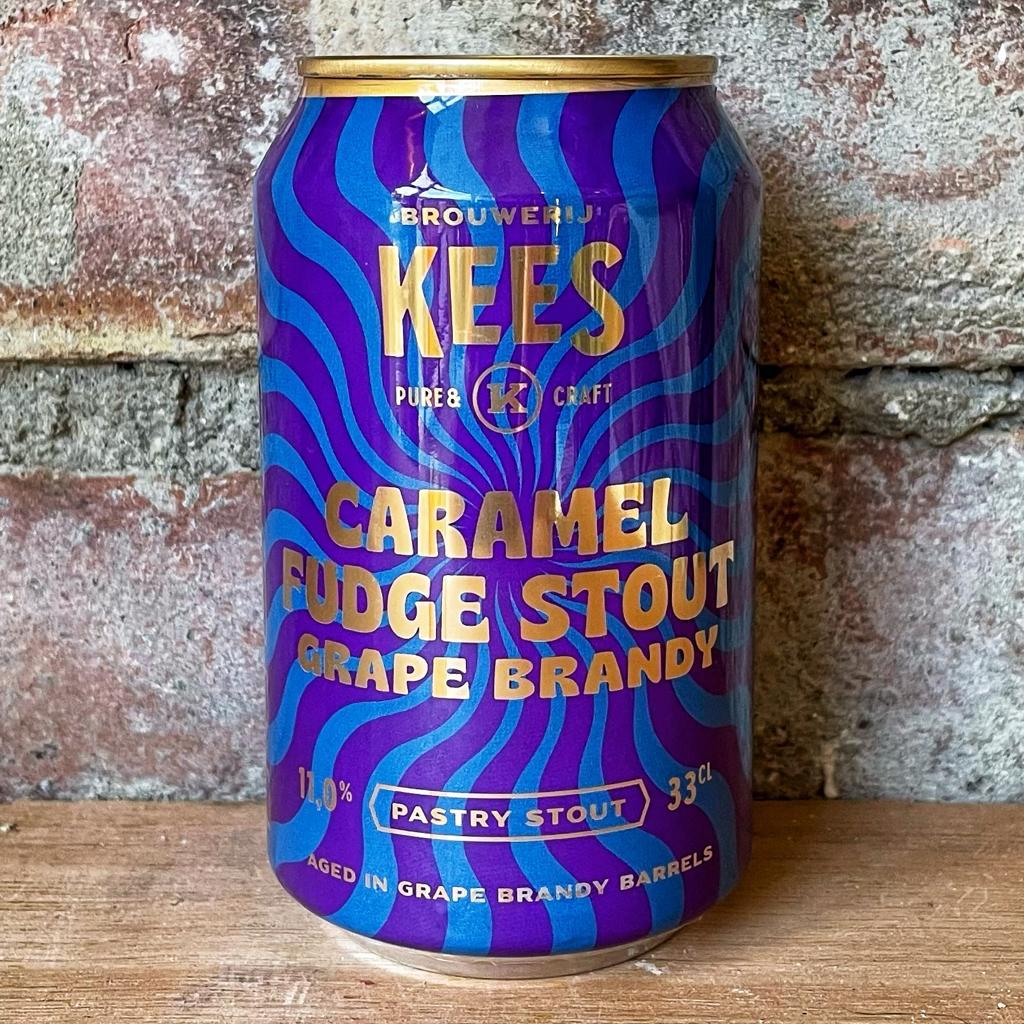 BROUWERIJ
KEES
PURE & K CRAFT
CARAMEL
FUDGE STOUT
GRAPE BRANDY
11,0% PASTRY STOUT 33CL
AGED IN GRAPE BRANDY BARRELS